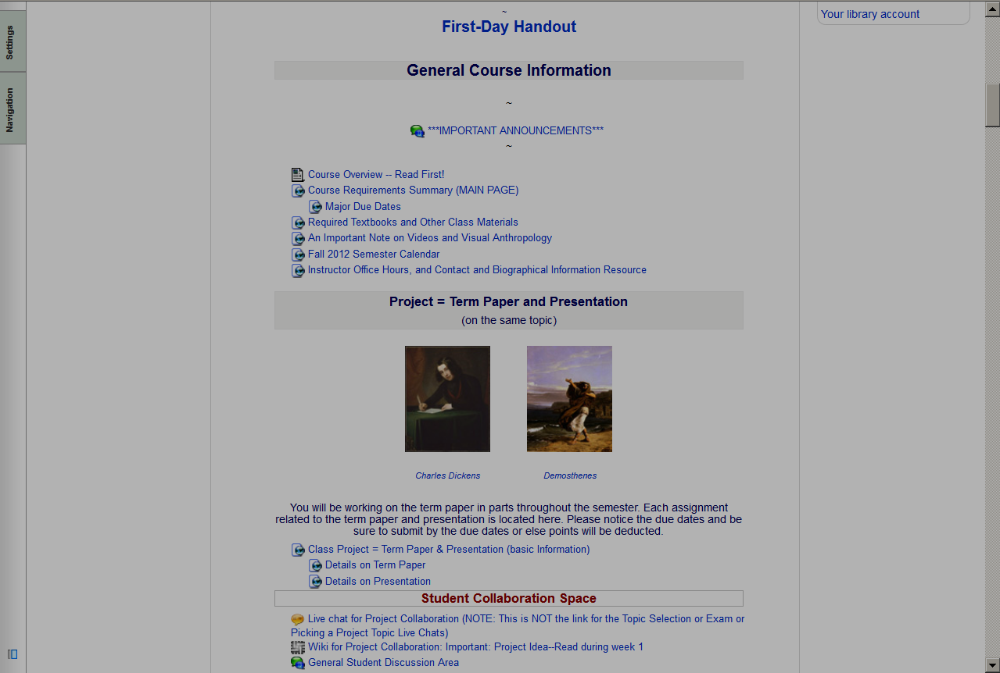 ~
First-Day Handout
Your library account
Settings
Navigation
General Course Information
~
***IMPORTANT ANNOUNCEMENTS***
~
Course Overview -- Read First!
Course Requirements Summary (MAIN PAGE)
Major Due Dates
Required Textbooks and Other Class Materials
An Important Note on Videos and Visual Anthropology
Fall 2012 Semester Calendar
Instructor Office Hours, and Contact and Biographical Information Resource
Project = Term Paper and Presentation
(on the same topic)
Charles Dickens
Demosthenes
You will be working on the term paper in parts throughout the semester. Each assignment
related to the term paper and presentation is located here. Please notice the due dates and be
sure to submit by the due dates or else points will be deducted.
Class Project = Term Paper & Presentation (basic Information)
Details on Term Paper
Details on Presentation
Student Collaboration Space
Live chat for Project Collaboration (NOTE: This is NOT the link for the Topic Selection or Exam or
Picking a Project Topic Live Chats)
Wiki for Project Collaboration: Important: Project Idea--Read during week 1
General Student Discussion Area